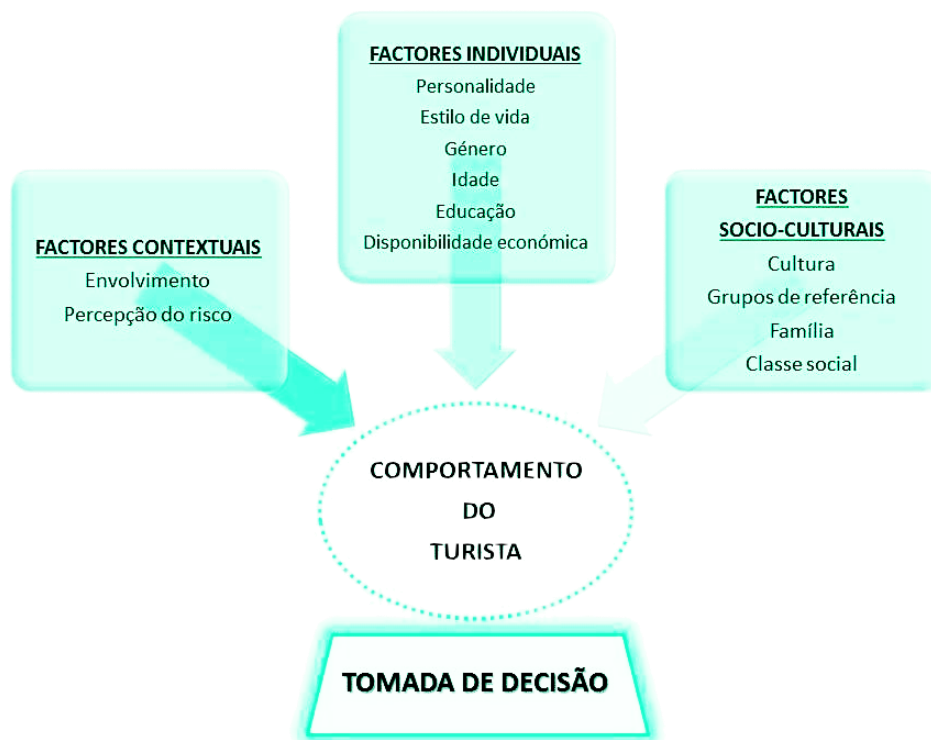 FACTORES INDIVIDUAIS
Personalidade
Estilo de vida
Género
Idade
Educação
Disponibilidade económica
FACTORES CONTEXTUAIS
Envolvimento
Percepção do risco
FACTORES
SOCIO-CULTURAIS
Cultura
Grupos de referência
Família
Classe social
COMPORTAMENTO
DO
TURISTA
TOMADA DE DECISÃO